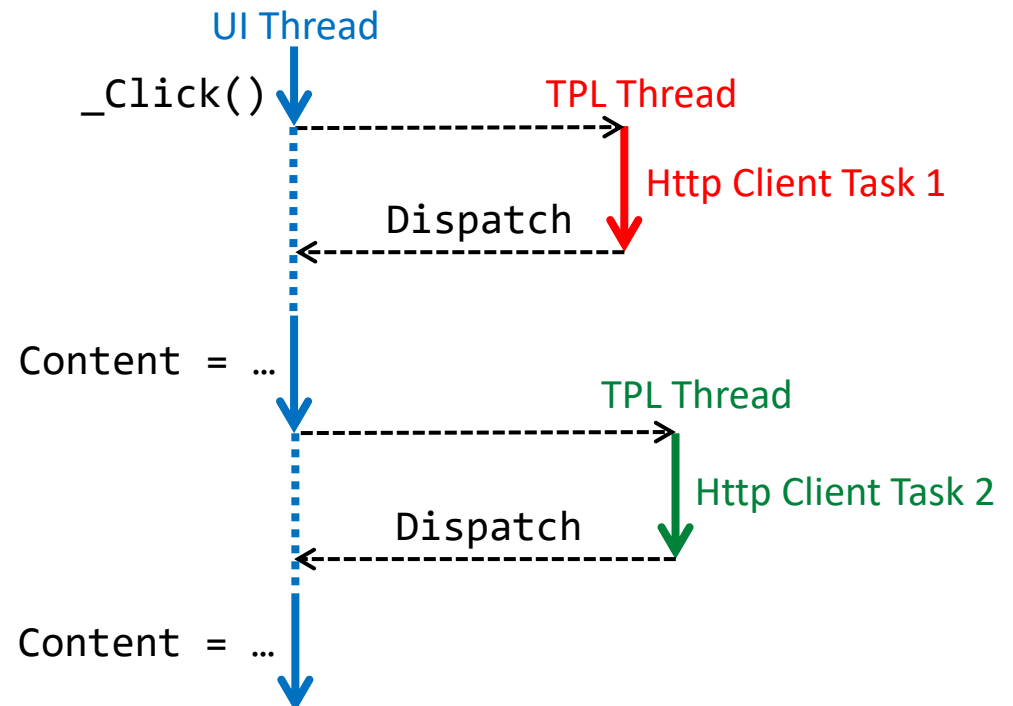 UI Thread
_Click()
TPL Thread
Http Client Task 1
Dispatch
Content = …
TPL Thread
Http Client Task 2
Dispatch
Content = …